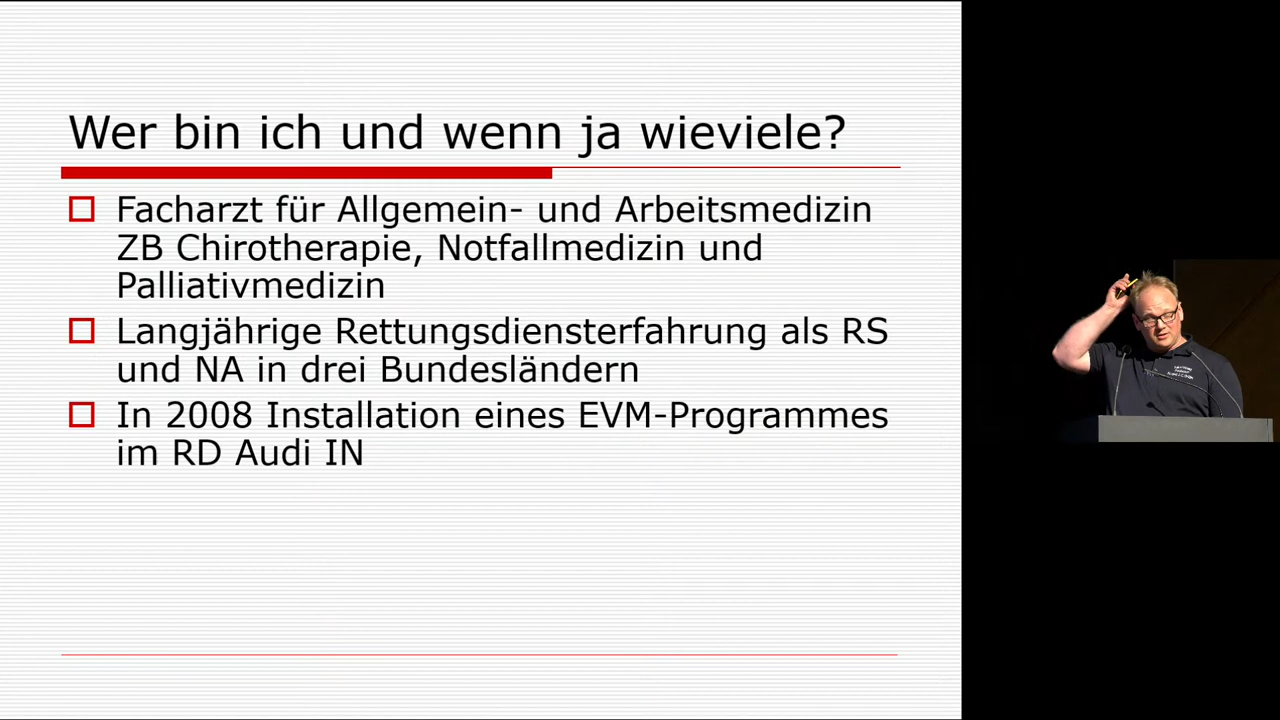 Wer bin ich und wenn ja wieviele?
Facharzt für Allgemein- und Arbeitsmedizin
ZB Chirotherapie, Notfallmedizin und
Palliativmedizin
Langjährige Rettungsdiensterfahrung als RS
und NA in drei Bundesländern
In 2008 Installation eines EVM-Programmes
im RD Audi IN